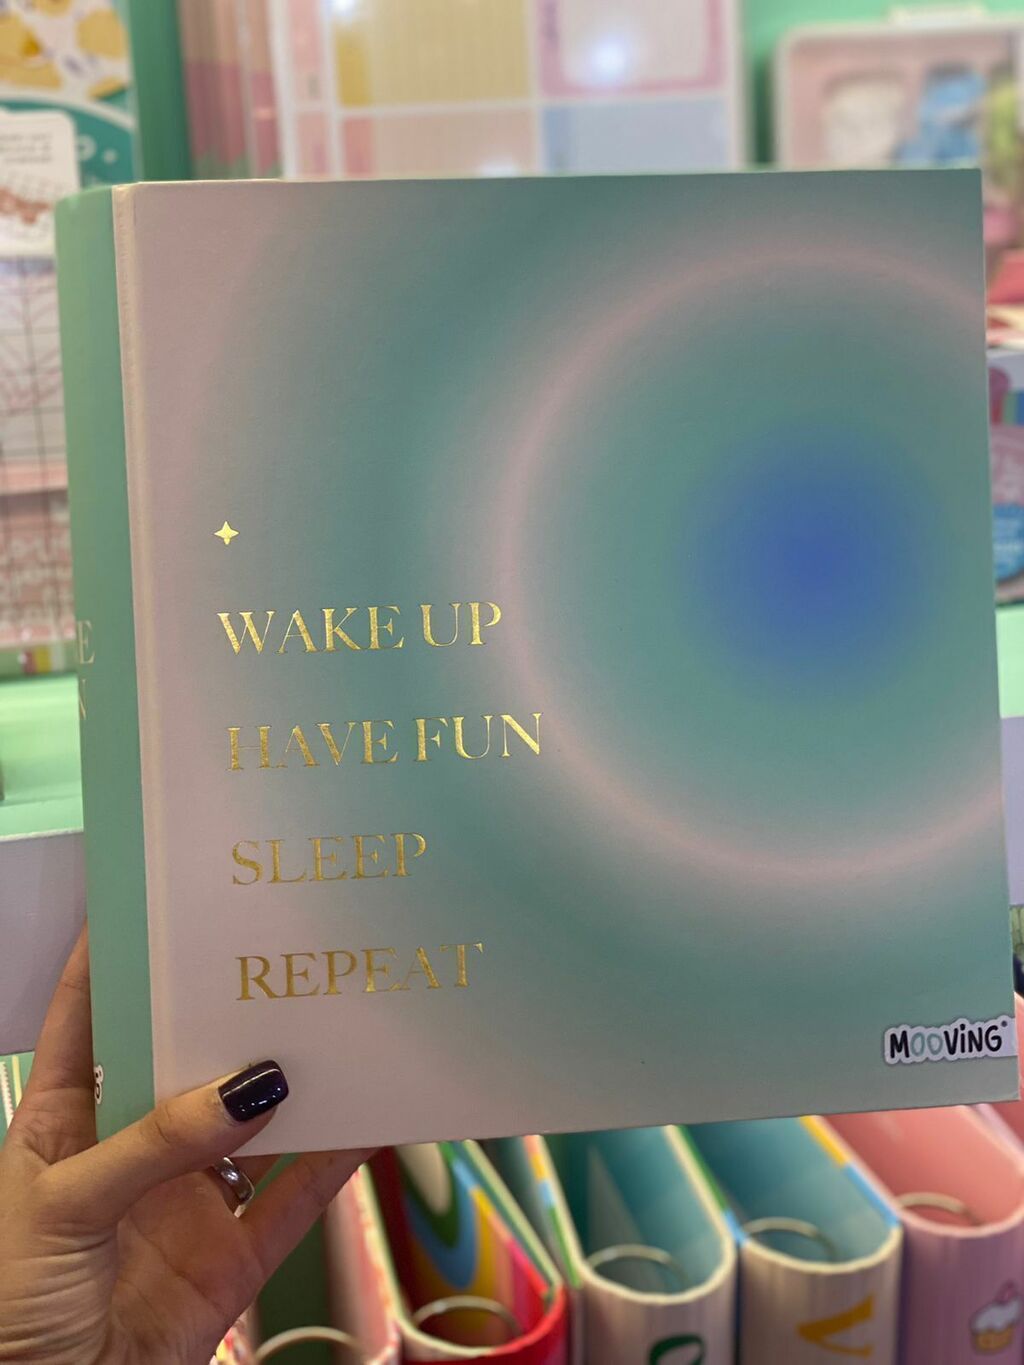 WAKE UP
HAVE FUN
SLEEP
REPEAT
MOOVING®